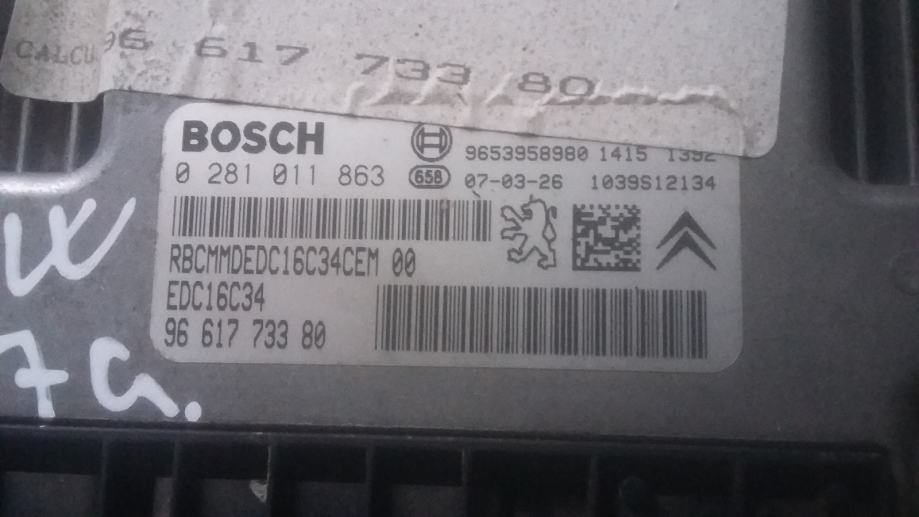 CALCU 96 617 733 80
BOSCH
9653958980 1415 1392
0 281 011 863 658 07-03-26 1039S12134
RBCMMDEDC16C34CEM 00
EDC16C34
96 617 733 80
7G.